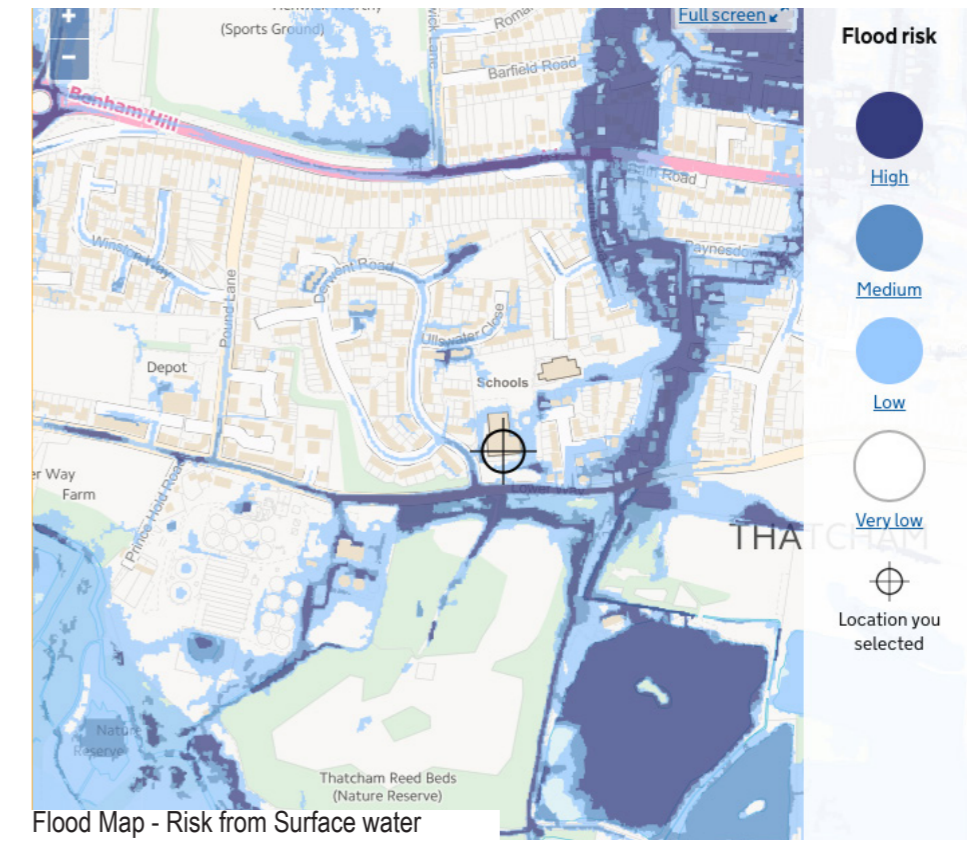 (Sports Ground)
Full screen
Flood risk
Barfield Road
Benham Hill
High
Road
Winston Way
Derwent Road
Medium
Pound Lane
Ullswater Close
Depot
Schools
Low
Farm
Lower Way
Prince Hold Road
Very low
THATCHAM
Location you
selected
Nature
Reserve
Thatcham Reed Beds
(Nature Reserve)
Flood Map - Risk from Surface water